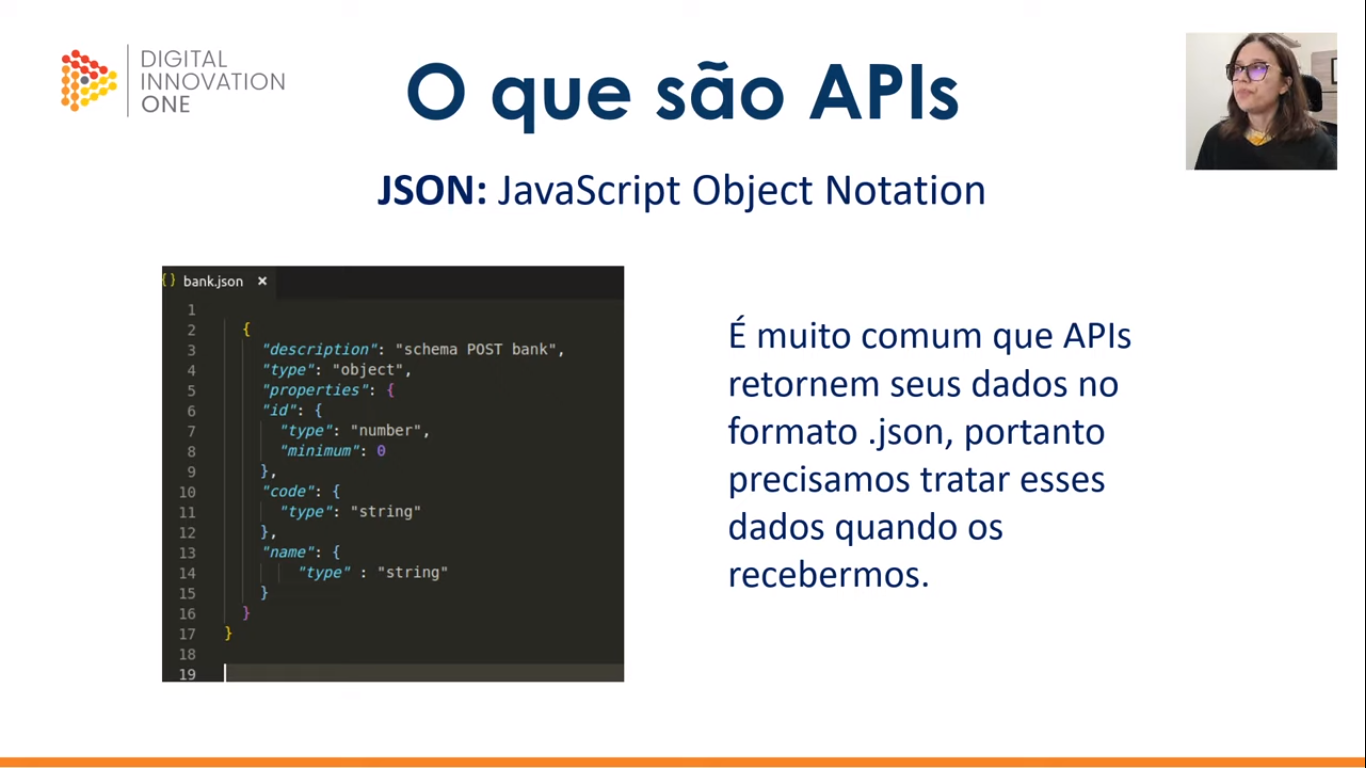 DIGITAL
INNOVATION
ONE
O que são APIs
JSON: JavaScript Object Notation
{} bank.json ×
1
2 {
3 "description": "schema POST bank",
4 "type": "object",
5 "properties": {
6 "id": {
7 "type": "number",
8 "minimum": 0
9 },
10 "code": {
11 "type": "string"
12 },
13 "name": {
14 "type" : "string"
15 }
16 }
17 }
18
19
É muito comum que APIs
retornem seus dados no
formato .json, portanto
precisamos tratar esses
dados quando os
recebermos.